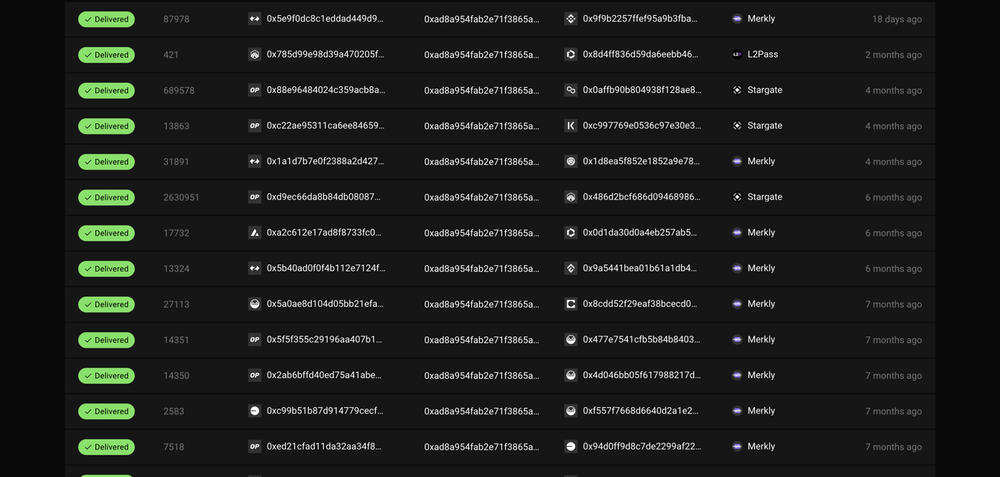 Delivered 87978 0x5e9f0dc8c1eddad449d9... 0xad8a954fab2e71f3865a... 0x9f9b2257ffef95a9b3fba... Merkly 18 days ago
Delivered 421 0x785d99e98d39a470205f... 0xad8a954fab2e71f3865a... 0x8d4ff836d59da6eebb46... L2Pass 2 months ago
Delivered 689578 OP 0x88e96484024c359acb8a... 0xad8a954fab2e71f3865a... 0x0affb90b804938f128ae8... Stargate 4 months ago
Delivered 13863 OP 0xc22ae95311ca6ee84659... 0xad8a954fab2e71f3865a... 0xc997769e0536c97e30e3... Stargate 4 months ago
Delivered 31891 0x1a1d7b7e0f2388a2d427... 0xad8a954fab2e71f3865a... 0x1d8ea5f852e1852a9e78... Merkly 4 months ago
Delivered 2630951 OP 0xd9ec66da8b84db08087... 0xad8a954fab2e71f3865a... 0x486d2bcf686d09468986... Stargate 6 months ago
Delivered 17732 0xa2c612e17ad8f8733fc0... 0xad8a954fab2e71f3865a... 0x0d1da30d0a4eb257ab5... Merkly 6 months ago
Delivered 13324 0x5b40ad0f0f4b112e7124f... 0xad8a954fab2e71f3865a... 0x9a5441bea01b61a1db4... Merkly 6 months ago
Delivered 27113 0x5a0ae8d104d05bb21efa... 0xad8a954fab2e71f3865a... 0x8cdd52f29eaf38bcecd0... Merkly 7 months ago
Delivered 14351 OP 0x5f5f355c29196aa407b1... 0xad8a954fab2e71f3865a... 0x477e7541cfb5b84b8403... Merkly 7 months ago
Delivered 14350 OP 0x2ab6bffd40ed75a41abe... 0xad8a954fab2e71f3865a... 0x4d046bb05f617988217d... Merkly 7 months ago
Delivered 2583 0xc99b51b87d914779cecf... 0xad8a954fab2e71f3865a... 0xf557f7668d6640d2a1e2... Merkly 7 months ago
Delivered 7518 OP 0xed21cfad11da32aa34f8... 0xad8a954fab2e71f3865a... 0x94d0ff9d8c7de2299af22... Merkly 7 months ago